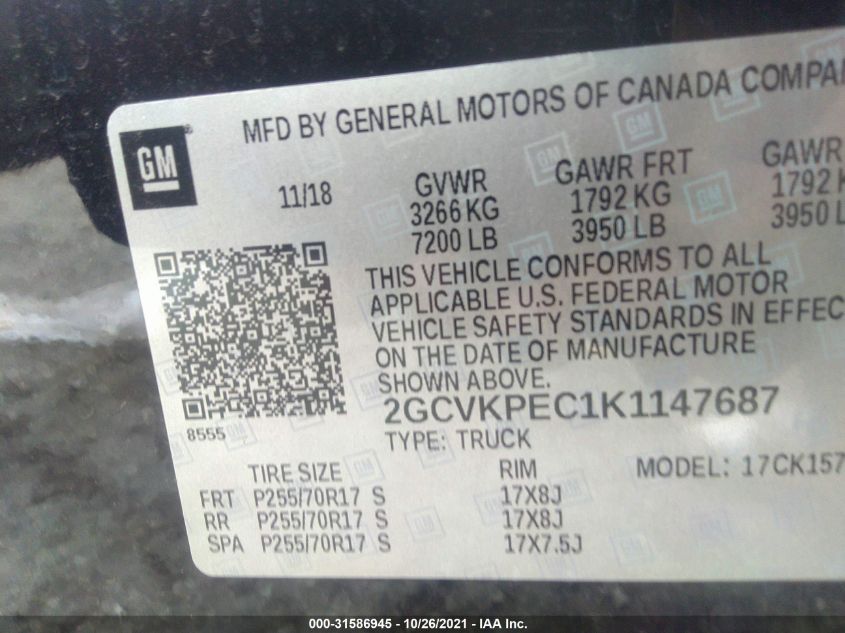 MFD BY GENERAL MOTORS OF CANADA COMPA
GM
11/18
GVWR
3266 KG
7200 LB
GAWR FRT
1792 KG
3950 LB
GAWR
1792 K
3950 L
THIS VEHICLE CONFORMS TO ALL
APPLICABLE U.S. FEDERAL MOTOR
VEHICLE SAFETY STANDARDS IN EFFEC
ON THE DATE OF MANUFACTURE
SHOWN ABOVE.
8555
2GCVKPEC1K1147687
TYPE: TRUCK
MODEL: 17CK157
TIRE SIZE RIM
FRT P255/70R17 S 17X8J
RR P255/70R17 S 17X8J
SPA P255/70R17 S 17X7.5J
000-31586945 - 10/26/2021 - IAA Inc.